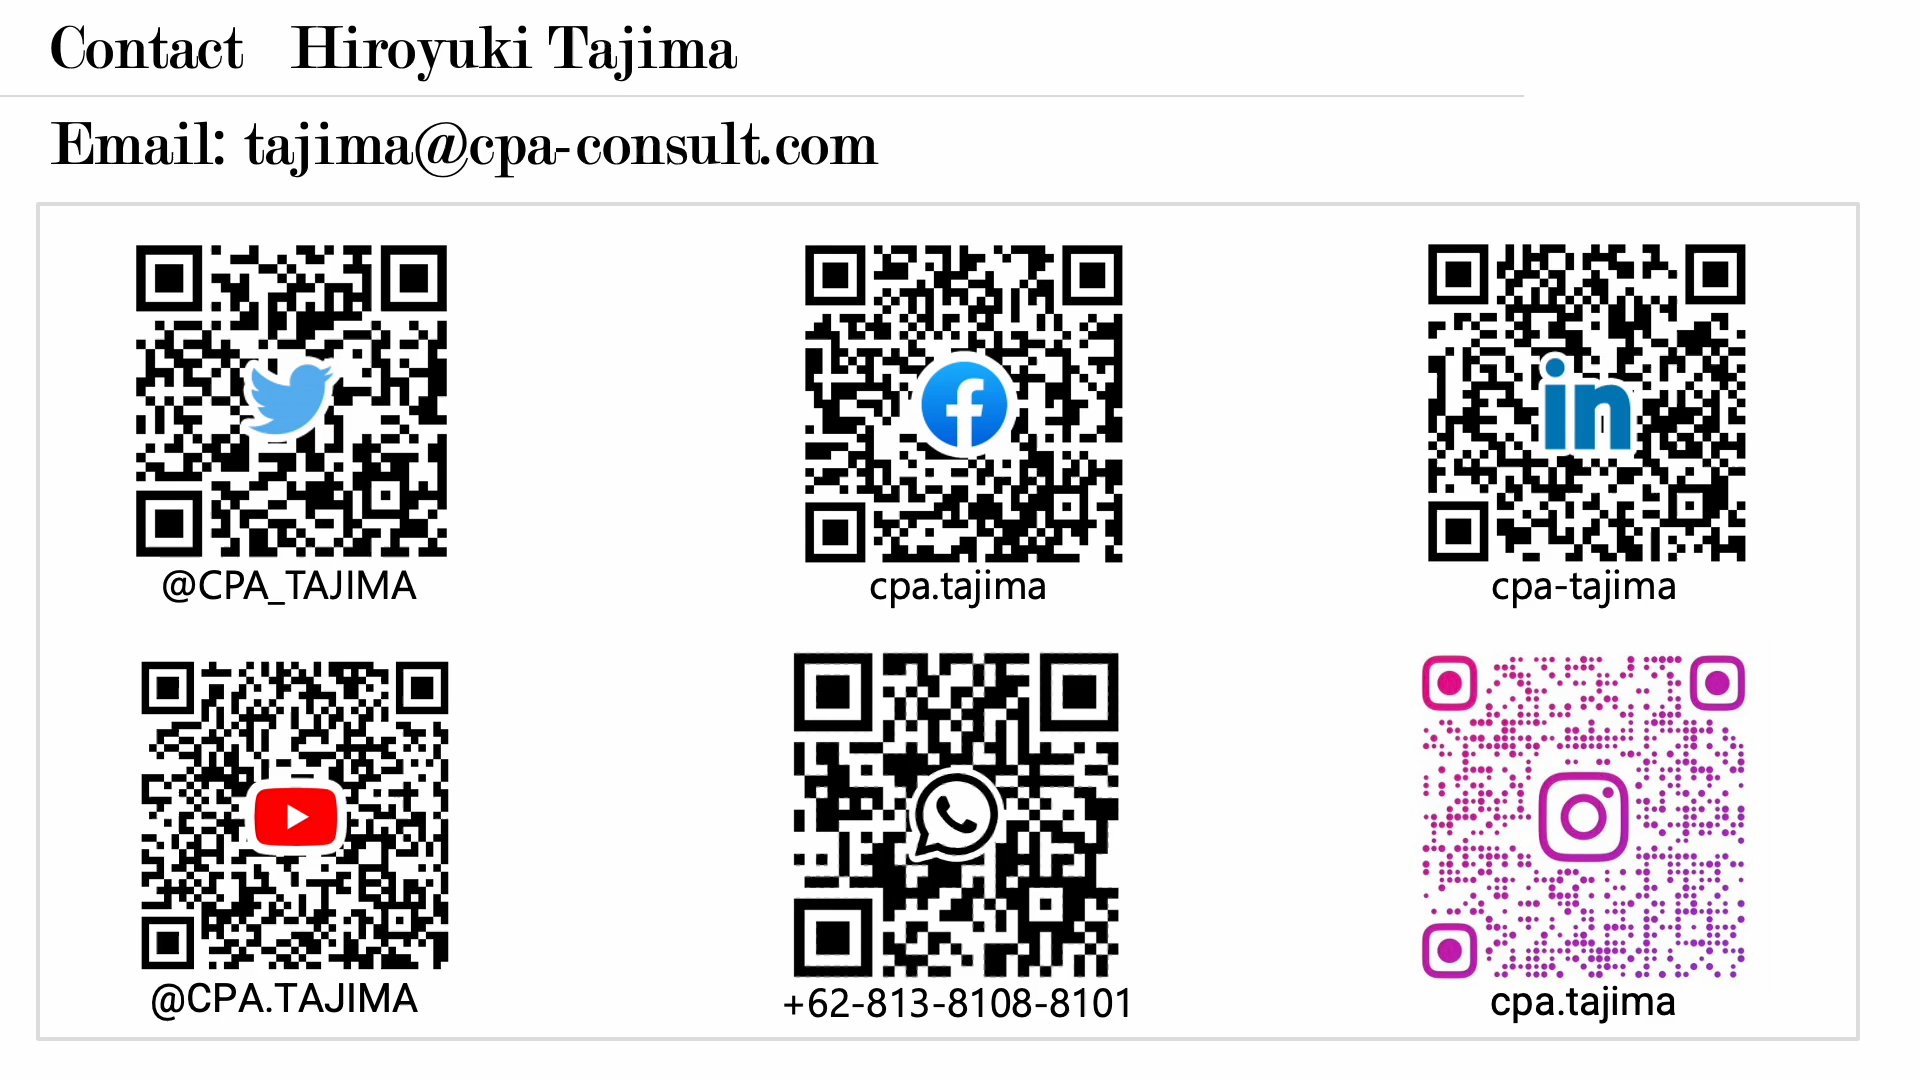 Contact Hiroyuki Tajima
Email: tajima@cpa-consult.com
@CPA_TAJIMA
cpa.tajima
cpa-tajima
@CPA.TAJIMA
+62-813-8108-8101
cpa.tajima